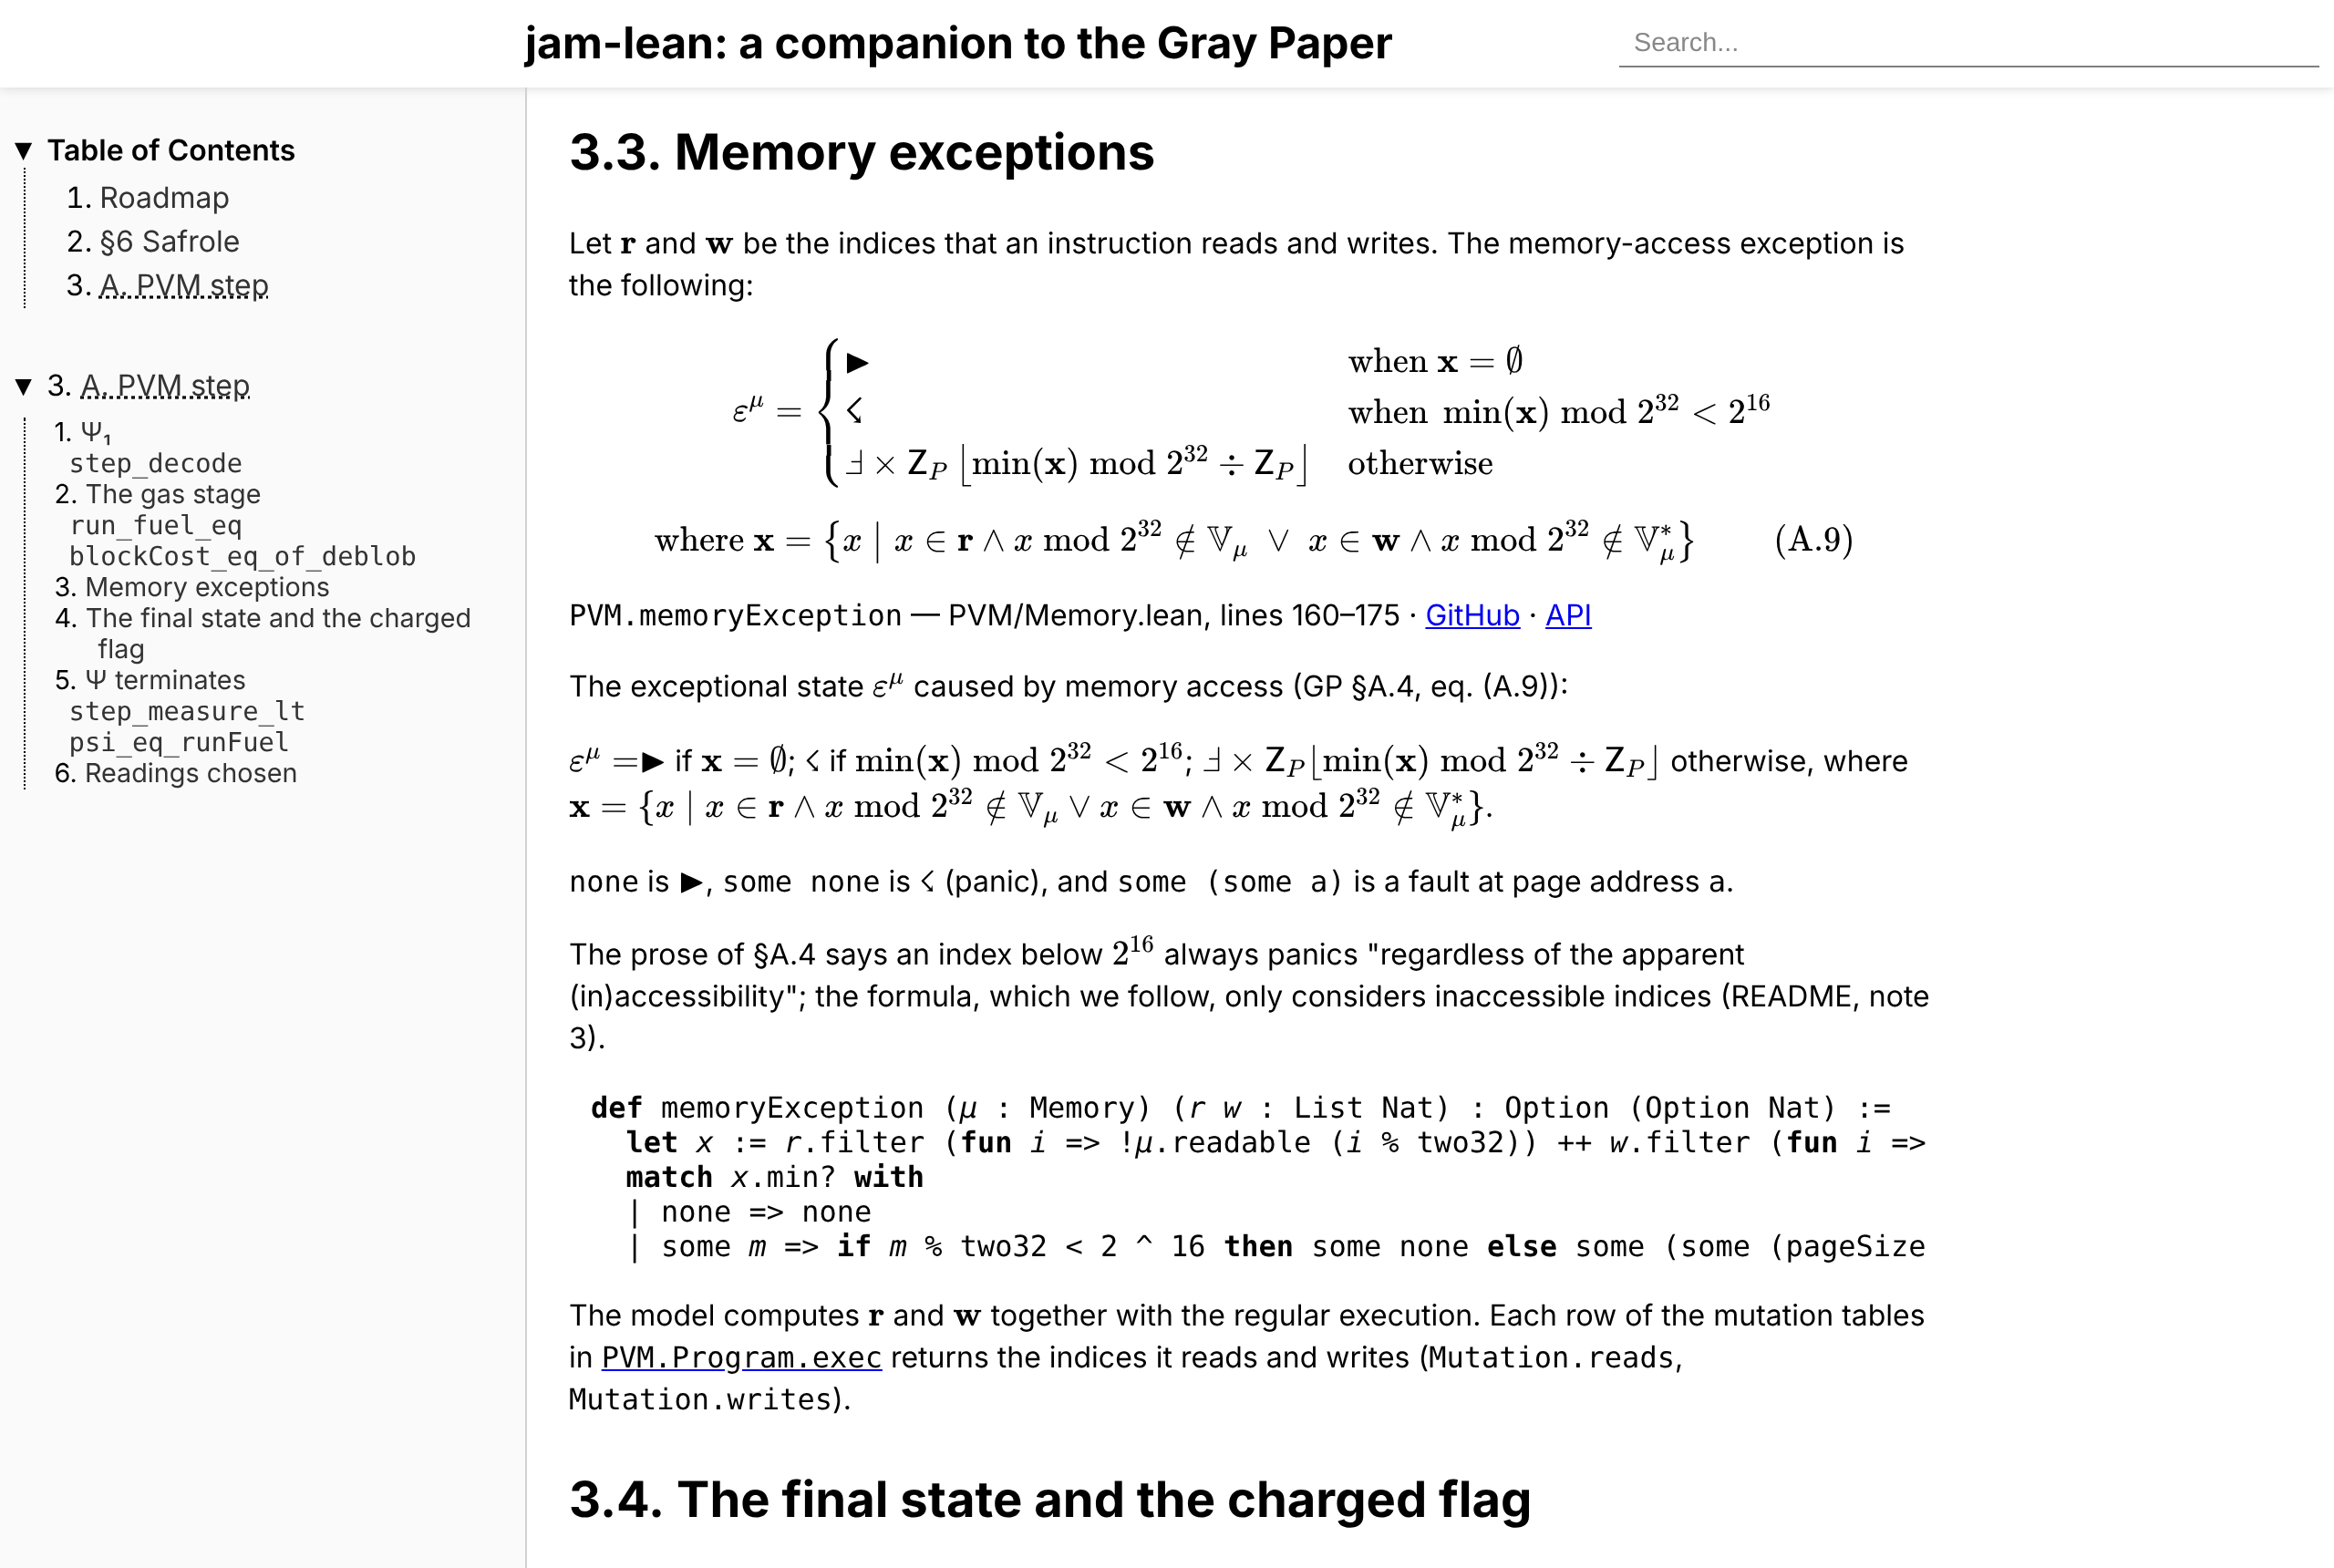 jam-lean: a companion to the Gray Paper
Search...
▼ Table of Contents
1. Roadmap
2. §6 Safrole
3. A. PVM step
▼ 3. A. PVM step
1. Ψ₁
step_decode
2. The gas stage
run_fuel_eq
blockCost_eq_of_deblob
3. Memory exceptions
4. The final state and the charged
flag
5. Ψ terminates
step_measure_lt
psi_eq_runFuel
6. Readings chosen
3.3. Memory exceptions
Let r and w be the indices that an instruction reads and writes. The memory-access exception is
the following:
ε^μ = { ▶ when x = ∅
☇ when min(x) mod 2^32 < 2^16
Ⅎ × Z_P ⌊min(x) mod 2^32 ÷ Z_P⌋ otherwise
where x = {x | x ∈ r ∧ x mod 2^32 ∉ 𝕍_μ ∨ x ∈ w ∧ x mod 2^32 ∉ 𝕍*_μ} (A.9)
PVM.memoryException — PVM/Memory.lean, lines 160–175 · GitHub · API
The exceptional state ε^μ caused by memory access (GP §A.4, eq. (A.9)):
ε^μ =▶ if x = ∅; ☇ if min(x) mod 2^32 < 2^16; Ⅎ × Z_P⌊min(x) mod 2^32 ÷ Z_P⌋ otherwise, where
x = {x | x ∈ r ∧ x mod 2^32 ∉ 𝕍_μ ∨ x ∈ w ∧ x mod 2^32 ∉ 𝕍*_μ}.
none is ▶, some none is ☇ (panic), and some (some a) is a fault at page address a.
The prose of §A.4 says an index below 2^16 always panics "regardless of the apparent
(in)accessibility"; the formula, which we follow, only considers inaccessible indices (README, note
3).
def memoryException (μ : Memory) (r w : List Nat) : Option (Option Nat) :=
let x := r.filter (fun i => !μ.readable (i % two32)) ++ w.filter (fun i =>
match x.min? with
| none => none
| some m => if m % two32 < 2 ^ 16 then some none else some (some (pageSize
The model computes r and w together with the regular execution. Each row of the mutation tables
in PVM.Program.exec returns the indices it reads and writes (Mutation.reads,
Mutation.writes).
3.4. The final state and the charged flag